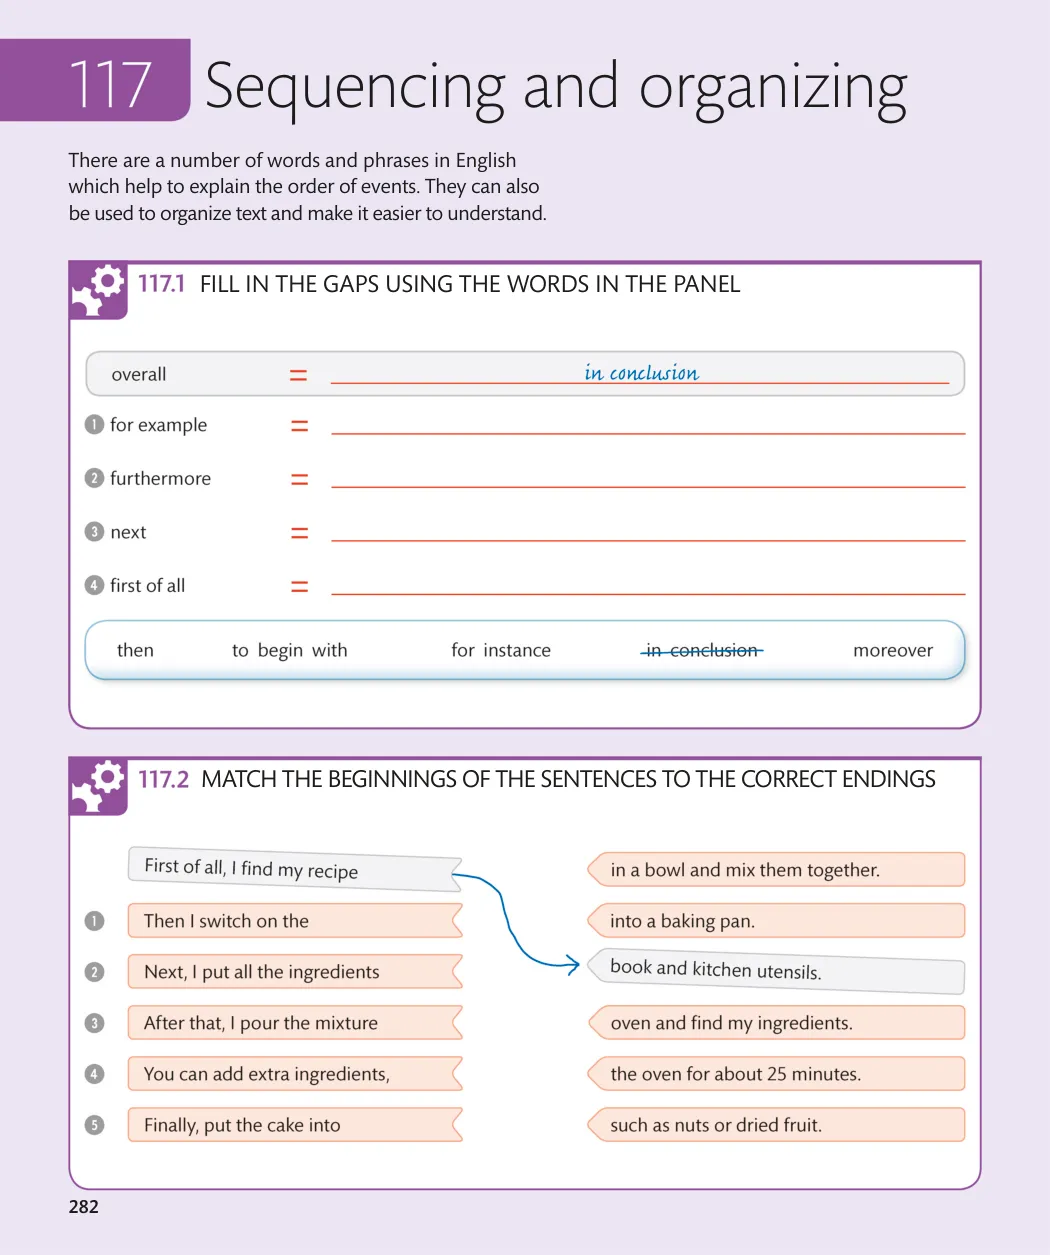 117 Sequencing and organizing
There are a number of words and phrases in English
which help to explain the order of events. They can also
be used to organize text and make it easier to understand.
117.1 FILL IN THE GAPS USING THE WORDS IN THE PANEL
overall = in conclusion
1 for example =
2 furthermore =
3 next =
4 first of all =
then to begin with for instance in conclusion moreover
117.2 MATCH THE BEGINNINGS OF THE SENTENCES TO THE CORRECT ENDINGS
First of all, I find my recipe
in a bowl and mix them together.
1 Then I switch on the
into a baking pan.
2 Next, I put all the ingredients
book and kitchen utensils.
3 After that, I pour the mixture
oven and find my ingredients.
4 You can add extra ingredients,
the oven for about 25 minutes.
5 Finally, put the cake into
such as nuts or dried fruit.
282